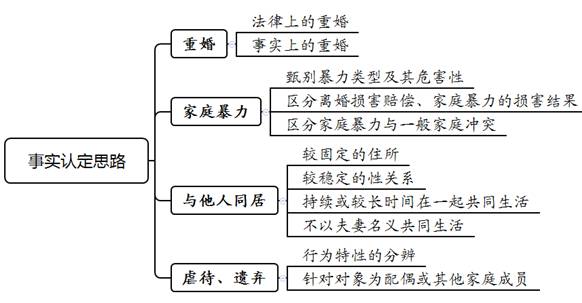 事实认定思路
重婚
法律上的重婚
事实上的重婚
家庭暴力
甄别暴力类型及其危害性
区分离婚损害赔偿、家庭暴力的损害结果
区分家庭暴力与一般家庭冲突
与他人同居
较固定的住所
较稳定的性关系
持续或较长时间在一起共同生活
不以夫妻名义共同生活
虐待、遗弃
行为特性的分辨
针对对象为配偶或其他家庭成员